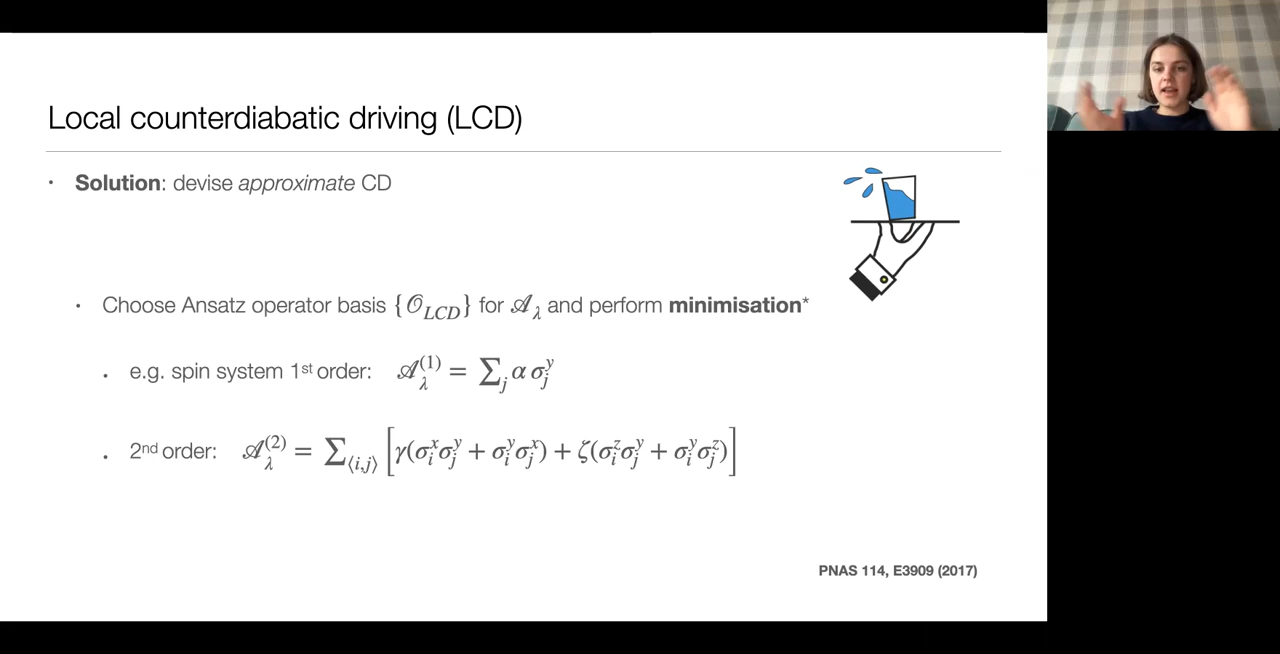 Local counterdiabatic driving (LCD)
· Solution: devise approximate CD
· Choose Ansatz operator basis {𝒪_LCD} for 𝒜_λ and perform minimisation*
· e.g. spin system 1st order: 𝒜_λ^(1) = ∑_j α σ_j^y
· 2nd order: 𝒜_λ^(2) = ∑_⟨i,j⟩ [γ(σ_i^x σ_j^y + σ_i^y σ_j^x) + ζ(σ_i^z σ_j^y + σ_i^y σ_j^z)]
PNAS 114, E3909 (2017)